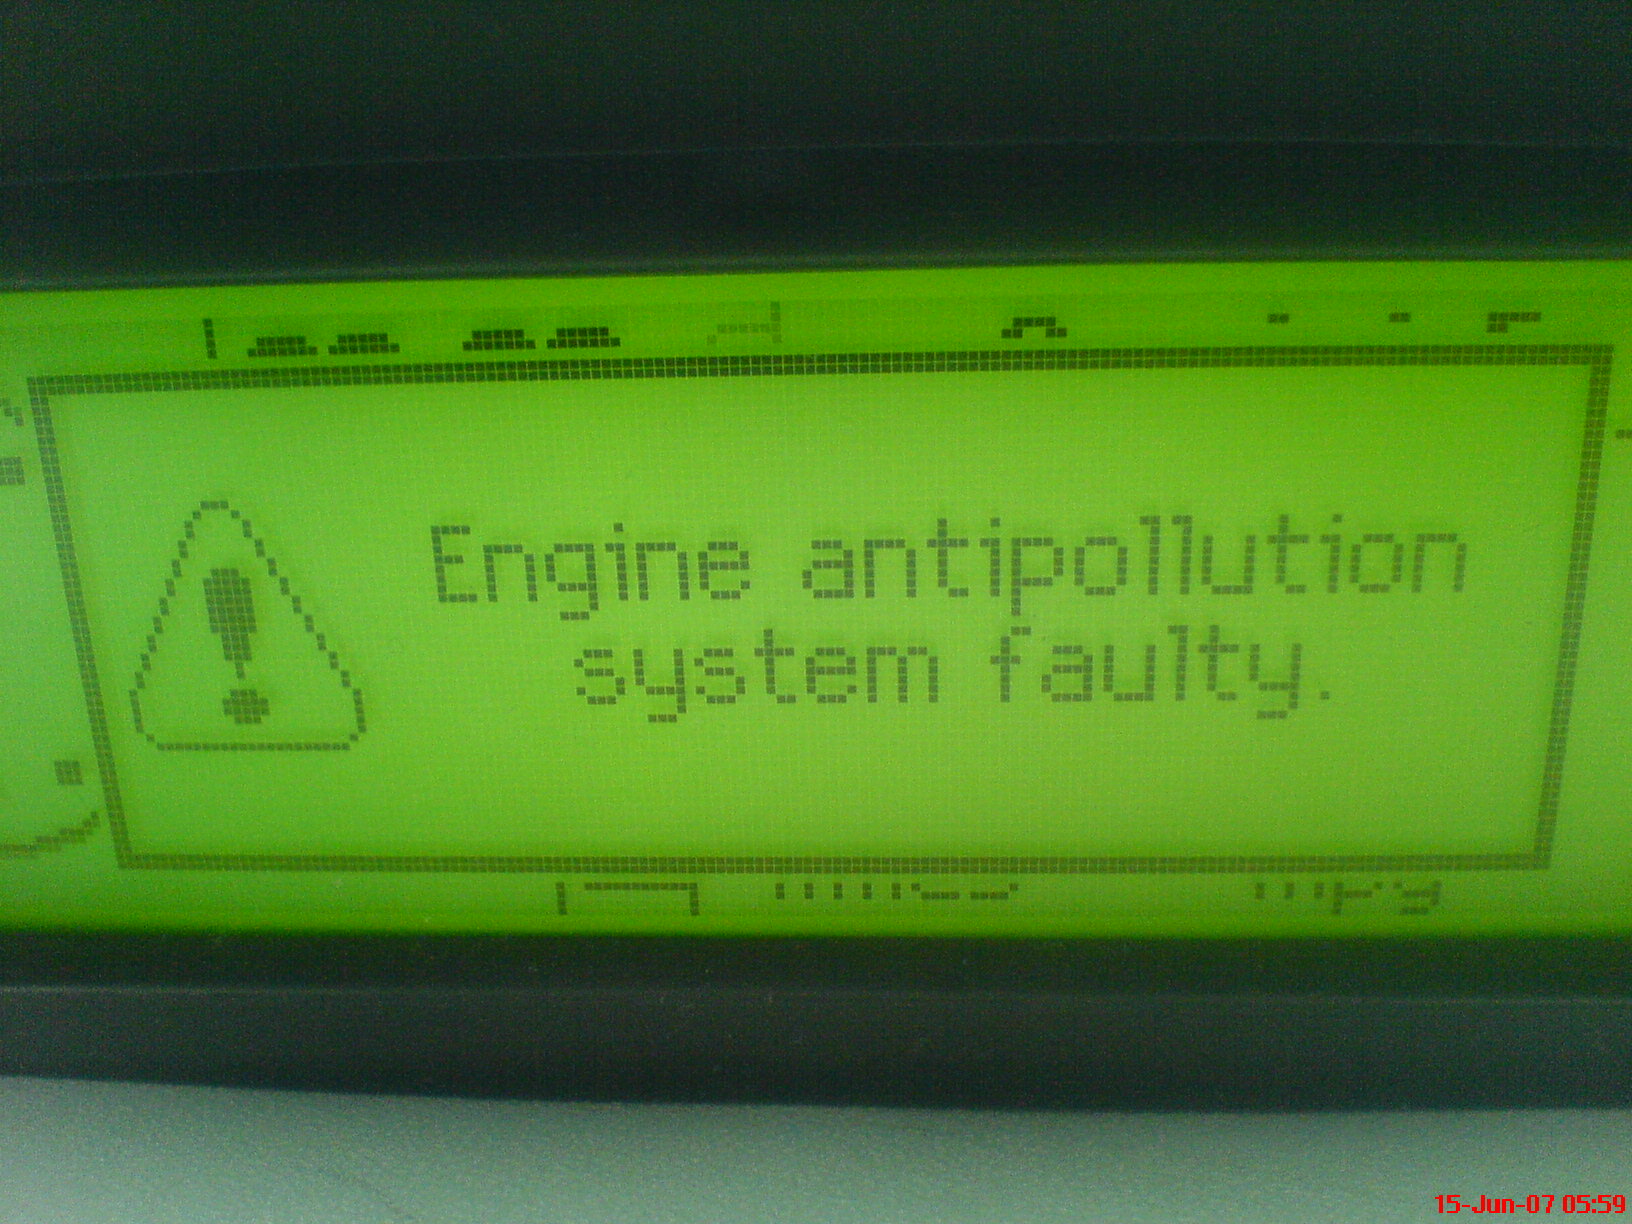 Engine antipollution
system faulty.
15-Jun-07 05:59